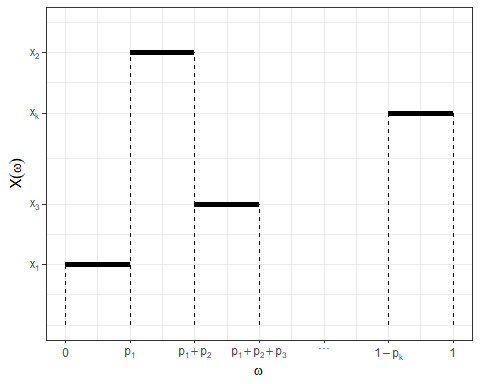 X(ω)
x₂
xₖ
x₃
x₁
0 p₁ p₁ + p₂ p₁ + p₂ + p₃ ... 1 − pₖ 1
ω